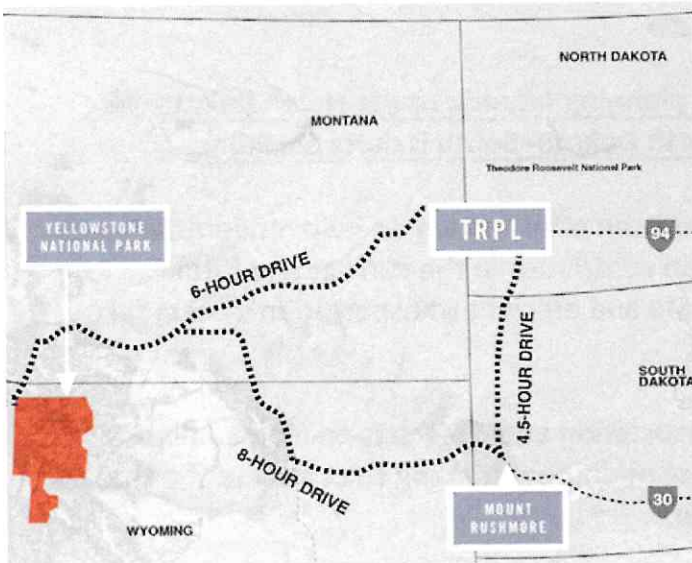 NORTH DAKOTA
MONTANA
Theodore Roosevelt National Park
YELLOWSTONE
NATIONAL PARK
TRPL
94
6-HOUR DRIVE
4.5-HOUR DRIVE
SOUTH
DAKOTA
8-HOUR DRIVE
MOUNT
RUSHMORE
30
WYOMING